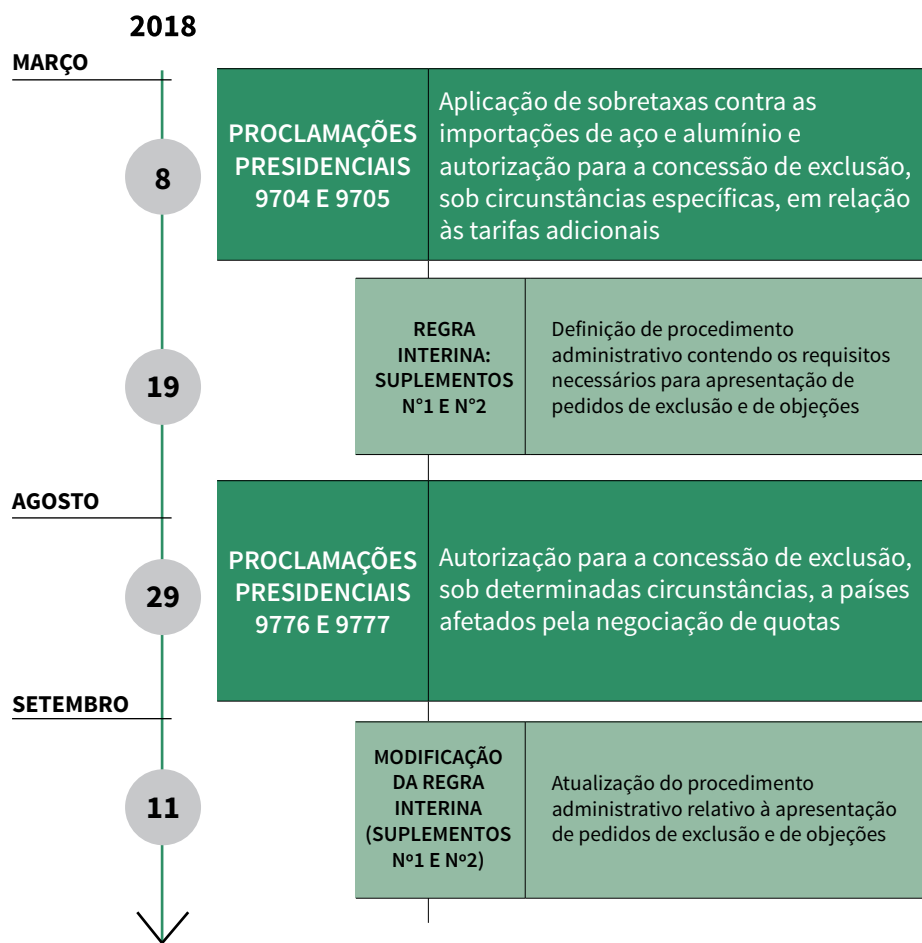 2018
MARÇO
8
PROCLAMAÇÕES
PRESIDENCIAIS
9704 E 9705
Aplicação de sobretaxas contra as
importações de aço e alumínio e
autorização para a concessão de exclusão,
sob circunstâncias específicas, em relação
às tarifas adicionais
19
REGRA
INTERINA:
SUPLEMENTOS
N°1 E N°2
Definição de procedimento
administrativo contendo os requisitos
necessários para apresentação de
pedidos de exclusão e de objeções
AGOSTO
29
PROCLAMAÇÕES
PRESIDENCIAIS
9776 E 9777
Autorização para a concessão de exclusão,
sob determinadas circunstâncias, a países
afetados pela negociação de quotas
SETEMBRO
11
MODIFICAÇÃO
DA REGRA
INTERINA
(SUPLEMENTOS
Nº1 E Nº2)
Atualização do procedimento
administrativo relativo à apresentação
de pedidos de exclusão e de objeções